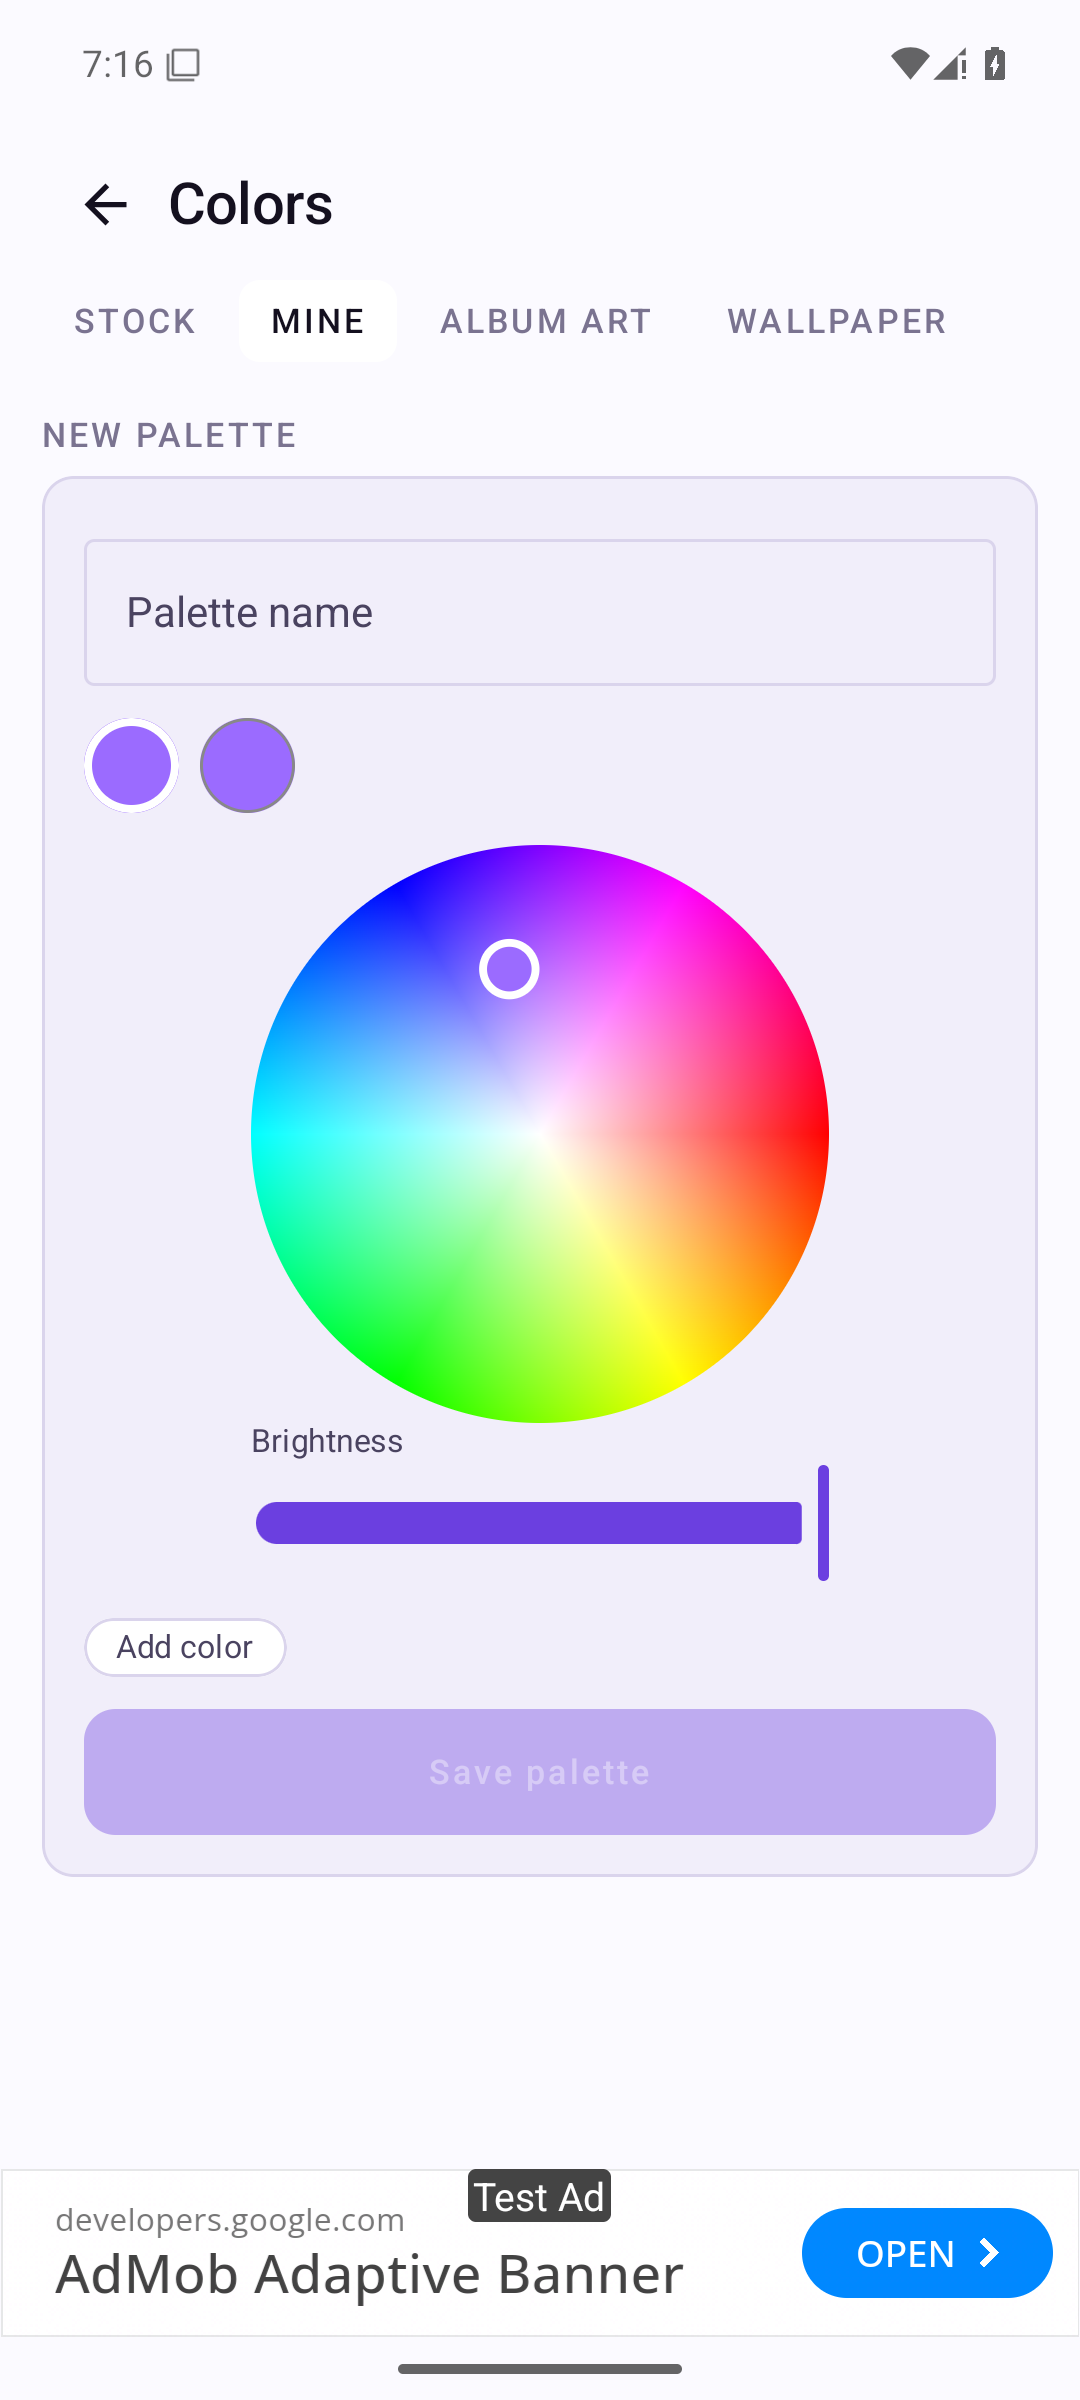 7:16
Colors
STOCK MINE ALBUM ART WALLPAPER
NEW PALETTE
Palette name
Brightness
Add color
Save palette
Test Ad
developers.google.com
AdMob Adaptive Banner
OPEN